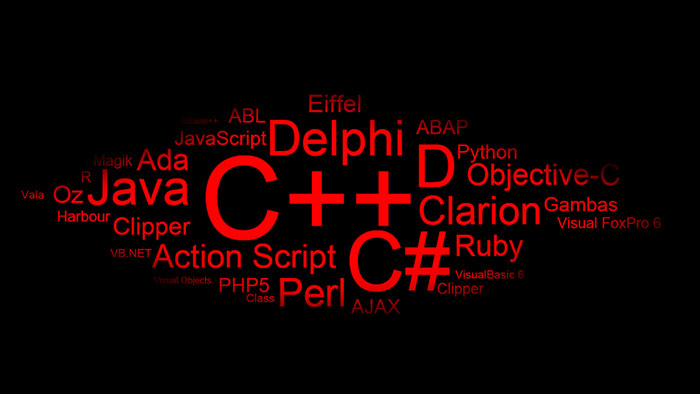 Eiffel
ABL
ABAP
JavaScript
Delphi
Python
Magik
Ada
D
Objective-C
R
Java
C++
Vala
Oz
Clarion
Gambas
Harbour
Clipper
Visual FoxPro 6
VB.NET
Action Script
C#
Ruby
VisualBasic 6
Visual Objects
PHP5
Perl
Clipper
Class
AJAX